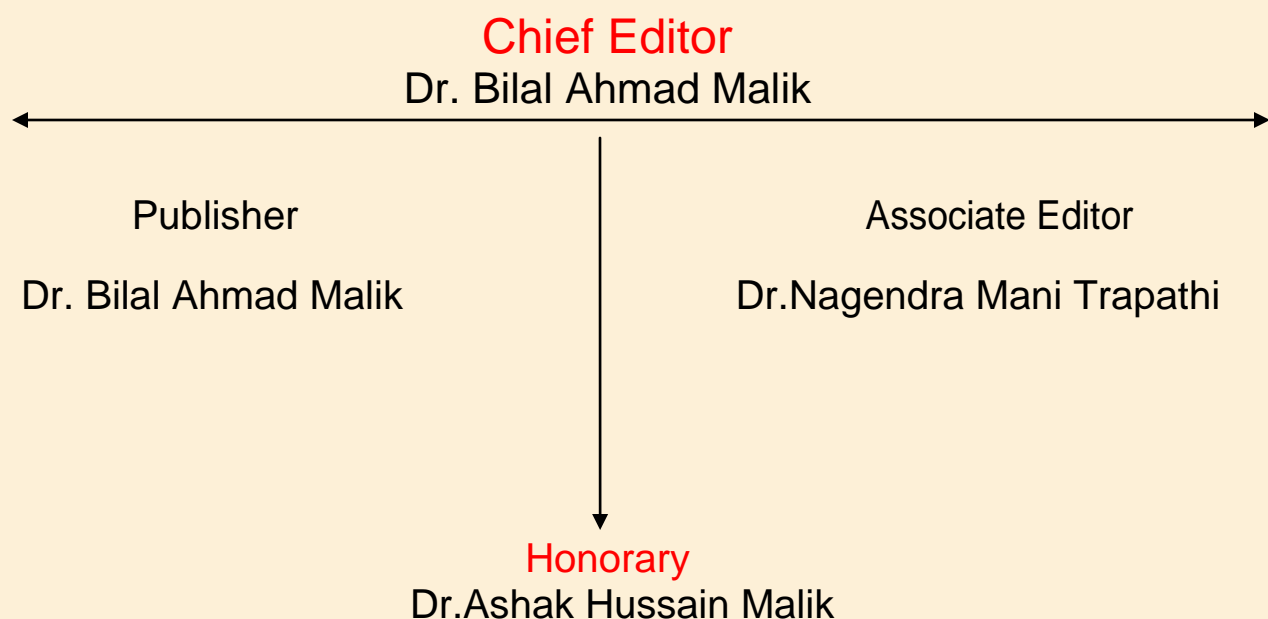 Chief Editor
Dr. Bilal Ahmad Malik
Publisher
Associate Editor
Dr. Bilal Ahmad Malik
Dr.Nagendra Mani Trapathi
Honorary
Dr.Ashak Hussain Malik